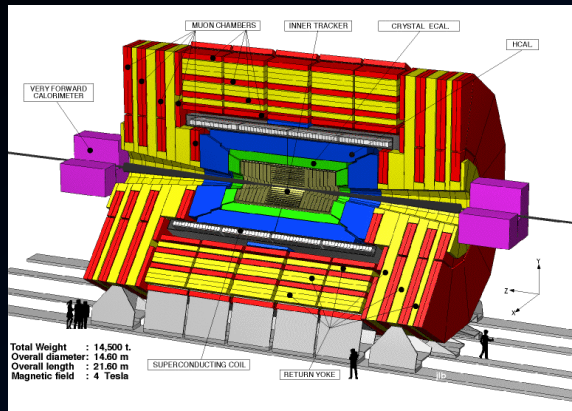 MUON CHAMBERS
INNER TRACKER
CRYSTAL ECAL.
HCAL
VERY FORWARD
CALORIMETER
Y
Z
X
Total Weight : 14,500 t.
Overall diameter: 14.60 m
Overall length : 21.60 m
Magnetic field : 4 Tesla
SUPERCONDUCTING COIL
RETURN YOKE
jlb